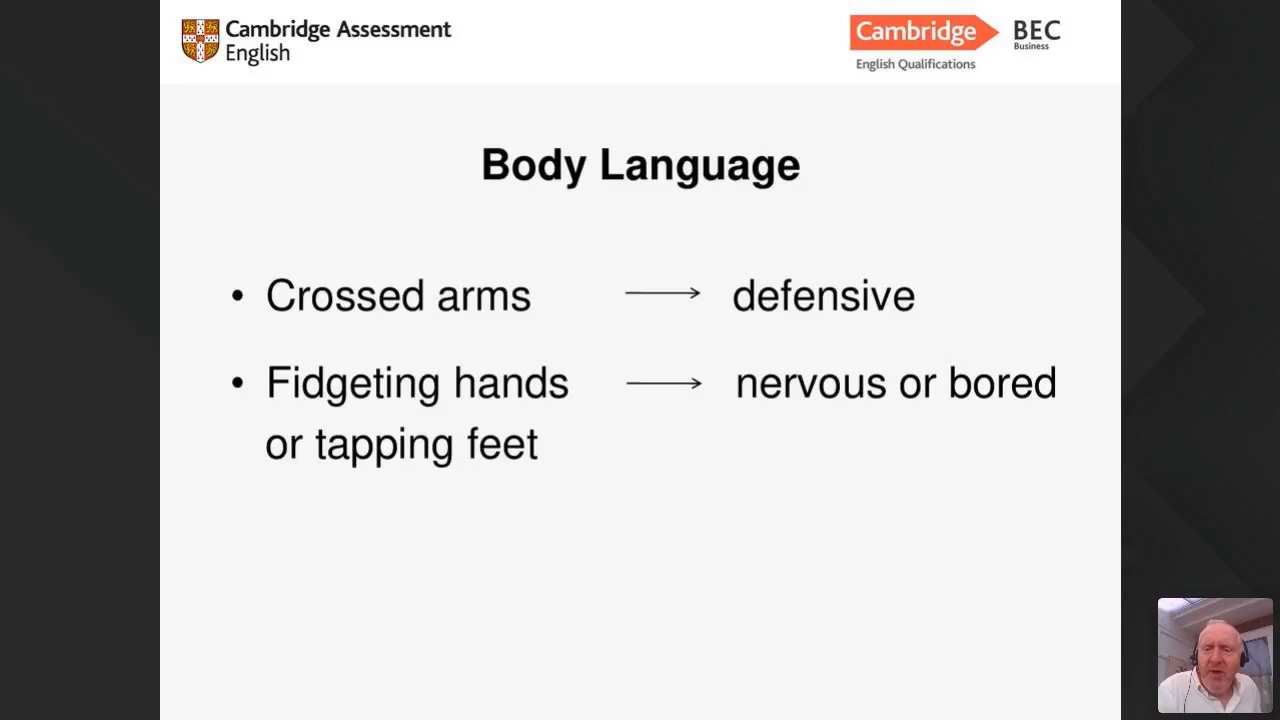 Cambridge Assessment
English
Cambridge
BEC
Business
English Qualifications
Body Language
• Crossed arms → defensive
• Fidgeting hands → nervous or bored
or tapping feet